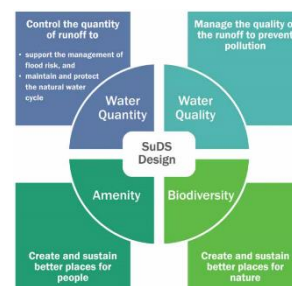 Control the quantity
of runoff to
• support the management of
flood risk, and
• maintain and protect
the natural water
cycle
Manage the quality of
the runoff to prevent
pollution
Water
Quantity
Water
Quality
SuDS
Design
Amenity
Biodiversity
Create and sustain
better places for
people
Create and sustain
better places for
nature